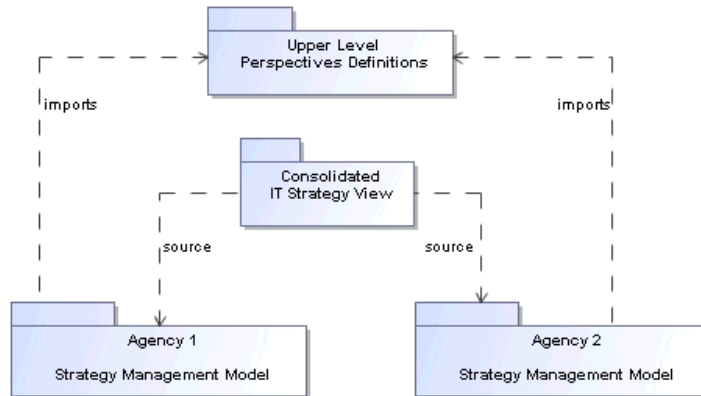 Upper Level
Perspectives Definitions
imports
imports
Consolidated
IT Strategy View
source
source
Agency 1
Strategy Management Model
Agency 2
Strategy Management Model